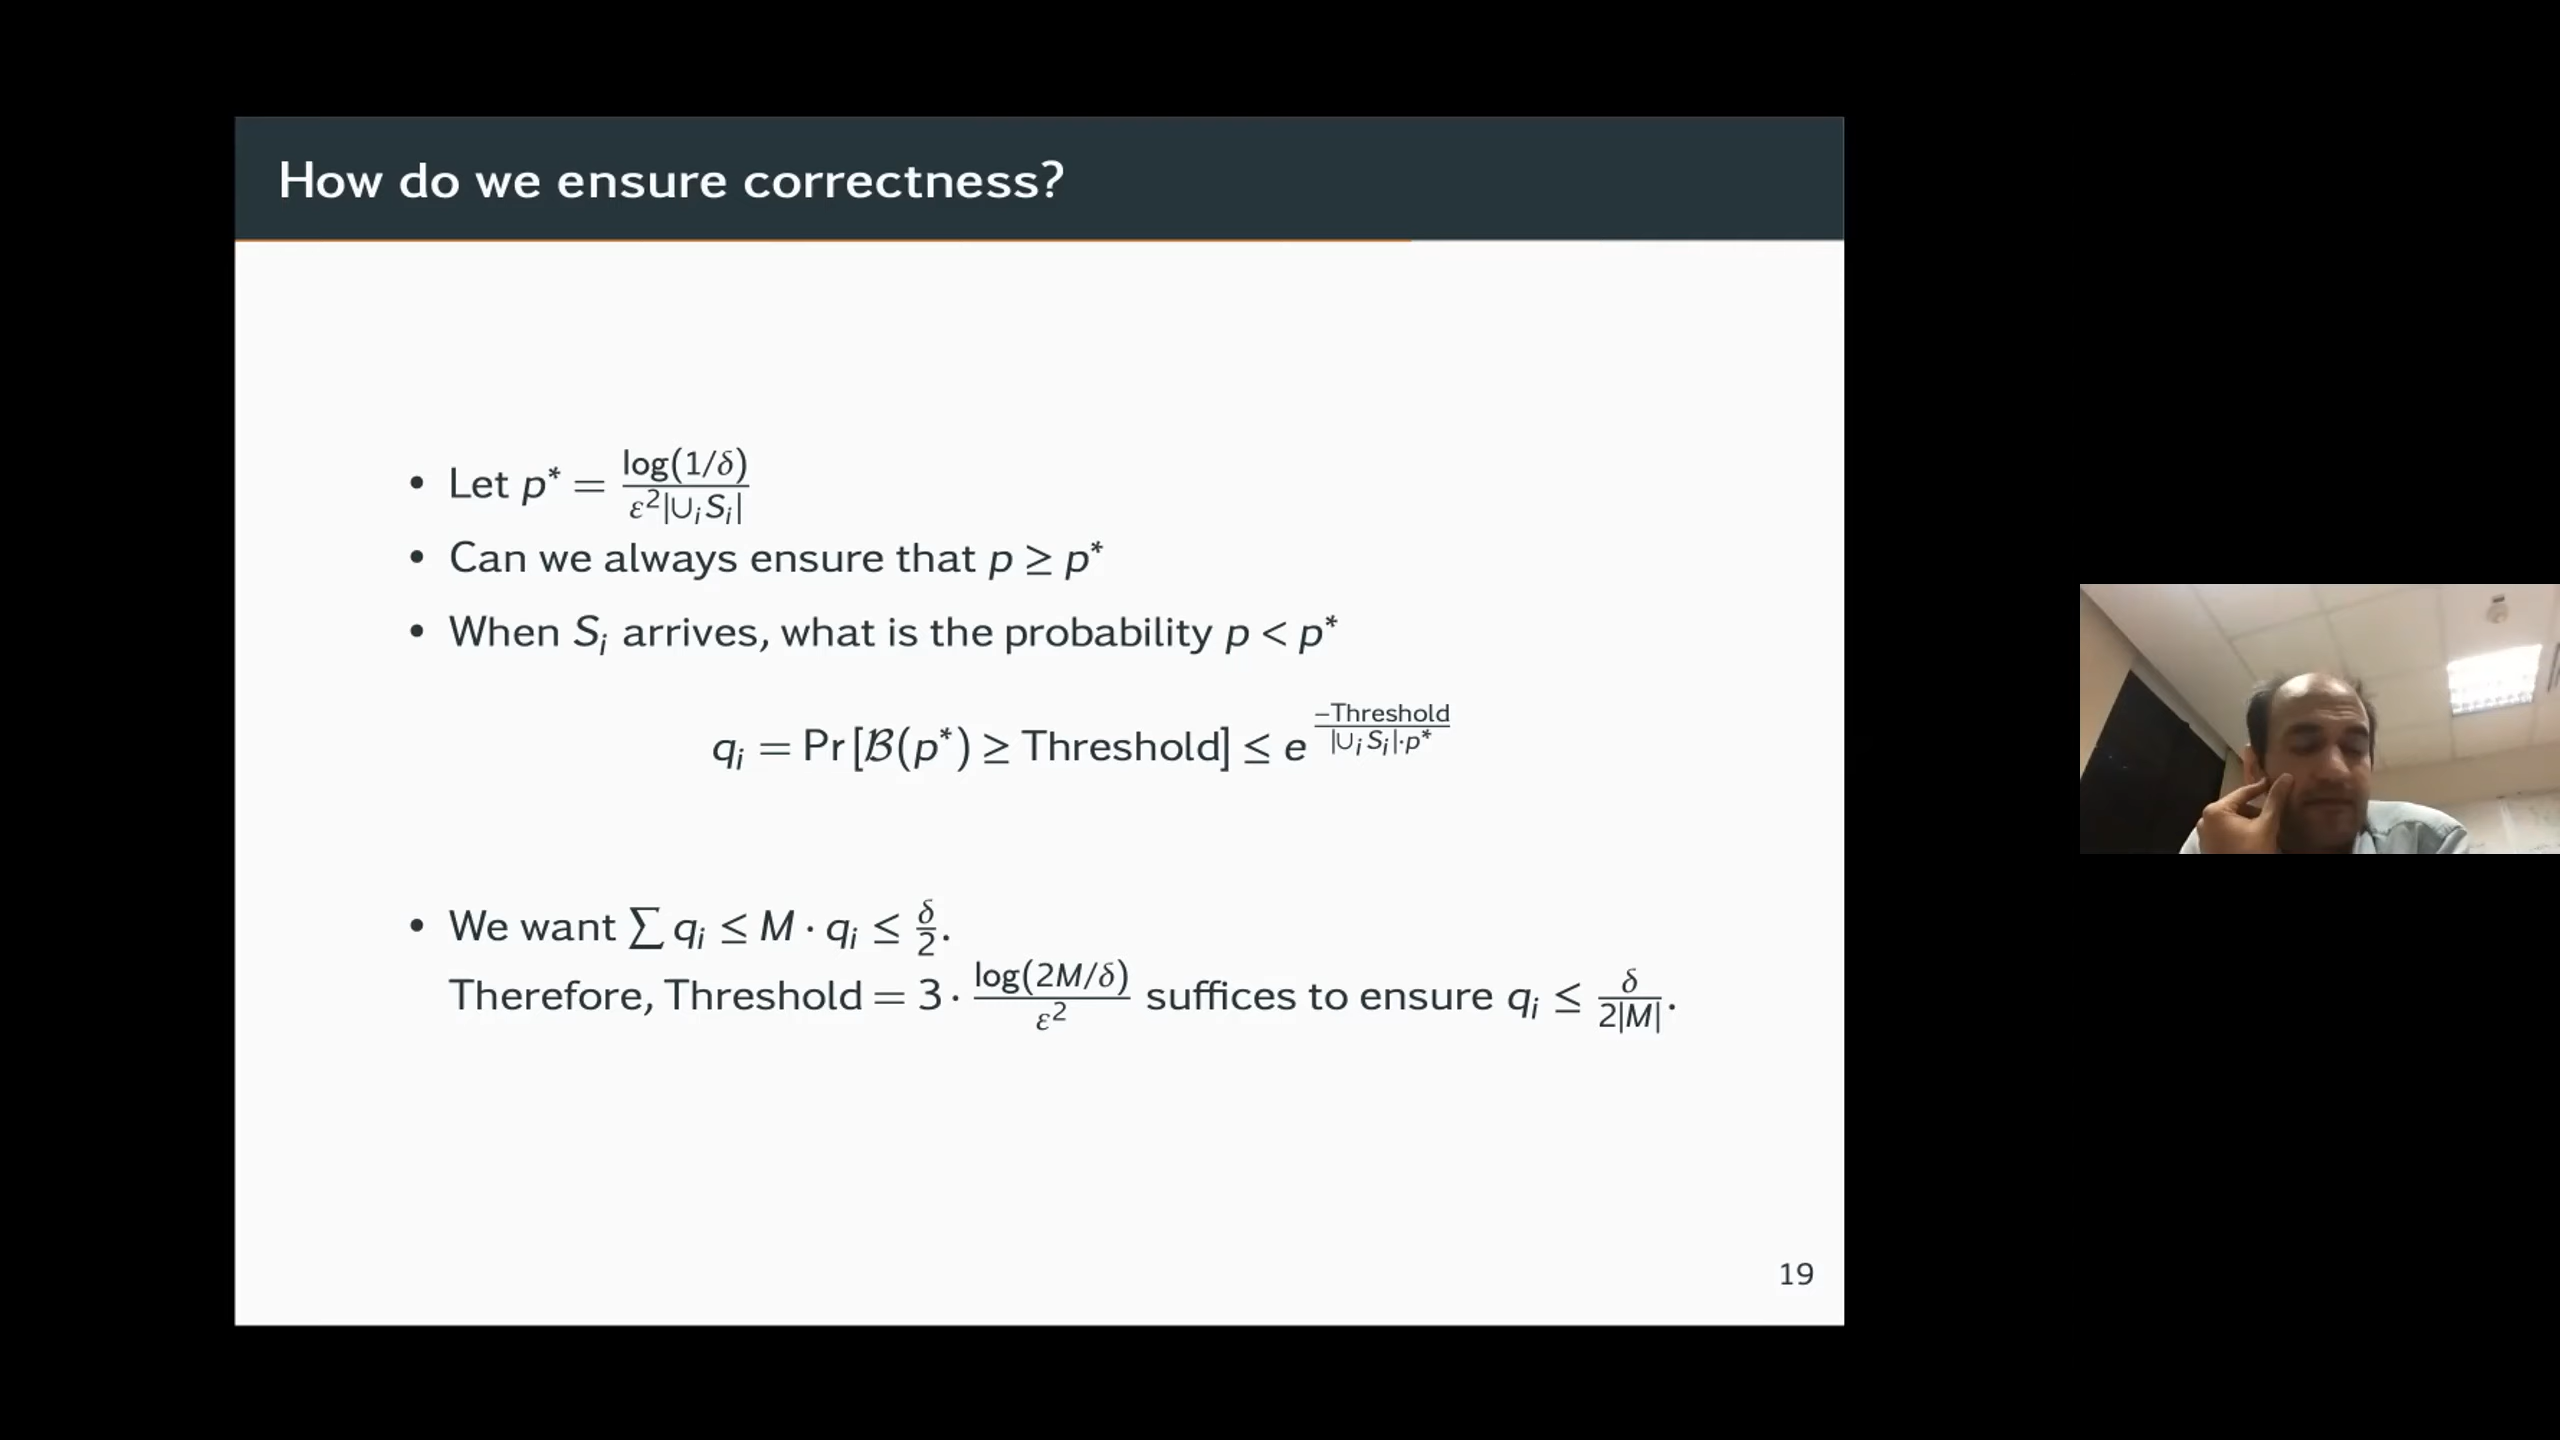 How do we ensure correctness?
• Let p* = log(1/δ) / ε²|∪ᵢSᵢ|
• Can we always ensure that p ≥ p*
• When Sᵢ arrives, what is the probability p < p*
qᵢ = Pr[ℬ(p*) ≥ Threshold] ≤ e^(−Threshold / |∪ᵢSᵢ|·p*)
• We want ∑ qᵢ ≤ M · qᵢ ≤ δ/2.
Therefore, Threshold = 3 · log(2M/δ) / ε² suffices to ensure qᵢ ≤ δ / 2|M|.
19